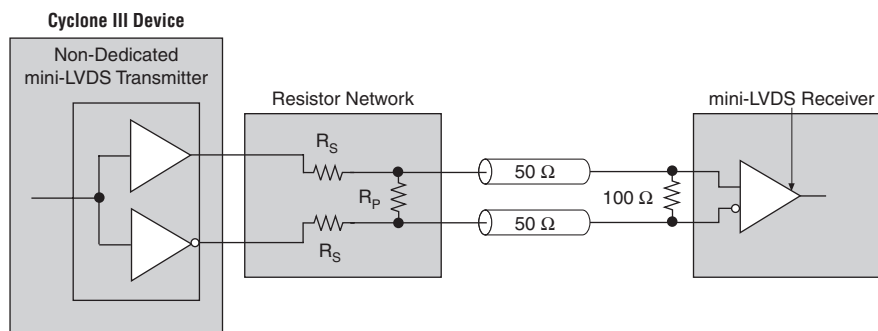 Cyclone III Device
Non-Dedicated
mini-LVDS Transmitter
Resistor Network
mini-LVDS Receiver
RS
50 Ω
RP
100 Ω
RS
50 Ω